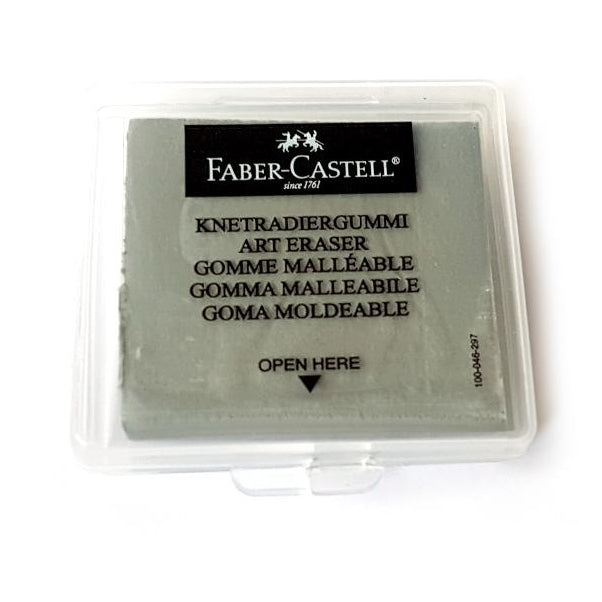 FABER-CASTELL®
since 1761
KNETRADIERGUMMI
ART ERASER
GOMME MALLÉABLE
GOMMA MALLEABILE
GOMA MOLDEABLE
OPEN HERE
100-046-297